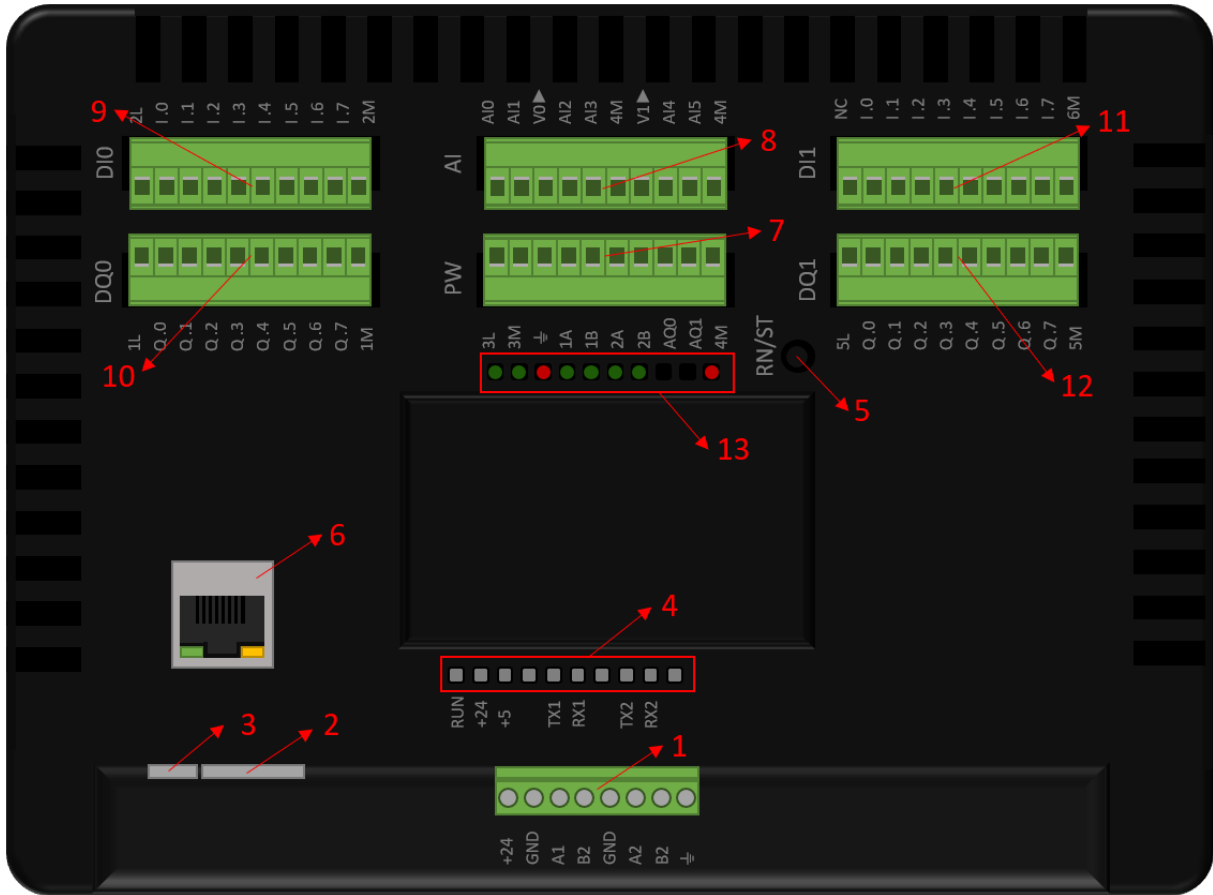 2L I.0 I.1 I.2 I.3 I.4 I.5 I.6 I.7 2M
AI0 AI1 V0▶ AI2 AI3 4M V1▶ AI4 AI5 4M
NC I.0 I.1 I.2 I.3 I.4 I.5 I.6 I.7 6M
9
8
11
DI0
AI
DI1
7
DQ0
PW
DQ1
1L Q.0 Q.1 Q.2 Q.3 Q.4 Q.5 Q.6 Q.7 1M
3L 3M ⏚ 1A 1B 2A 2B AQ0 AQ1 4M
RN/ST
5L Q.0 Q.1 Q.2 Q.3 Q.4 Q.5 Q.6 Q.7 5M
10
12
5
13
6
4
RUN +24 +5 TX1 RX1 TX2 RX2
3
2
1
+24 GND A1 B2 GND A2 B2 ⏚